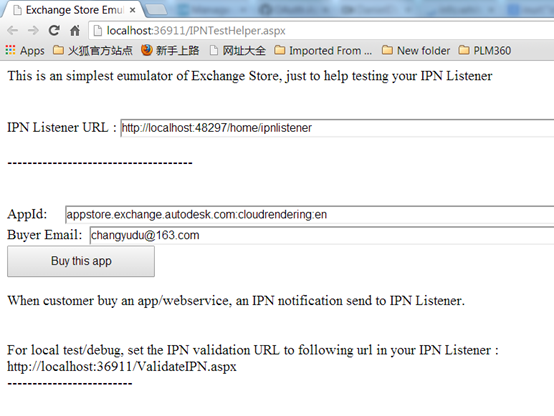 Exchange Store Emul
localhost:36911/IPNTestHelper.aspx
Apps 火狐官方站点 新手上路 网址大全 Imported From ... New folder PLM360
This is an simplest eumulator of Exchange Store, just to help testing your IPN Listener
IPN Listener URL : http://localhost:48297/home/ipnlistener
-------------------------------------
AppId: appstore.exchange.autodesk.com:cloudrendering:en
Buyer Email: changyudu@163.com
Buy this app
When customer buy an app/webservice, an IPN notification send to IPN Listener.
For local test/debug, set the IPN validation URL to following url in your IPN Listener :
http://localhost:36911/ValidateIPN.aspx
-------------------------